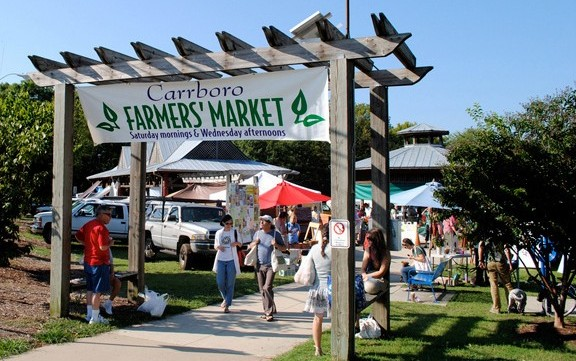 Carrboro
FARMERS' MARKET
Saturday mornings & Wednesday afternoons